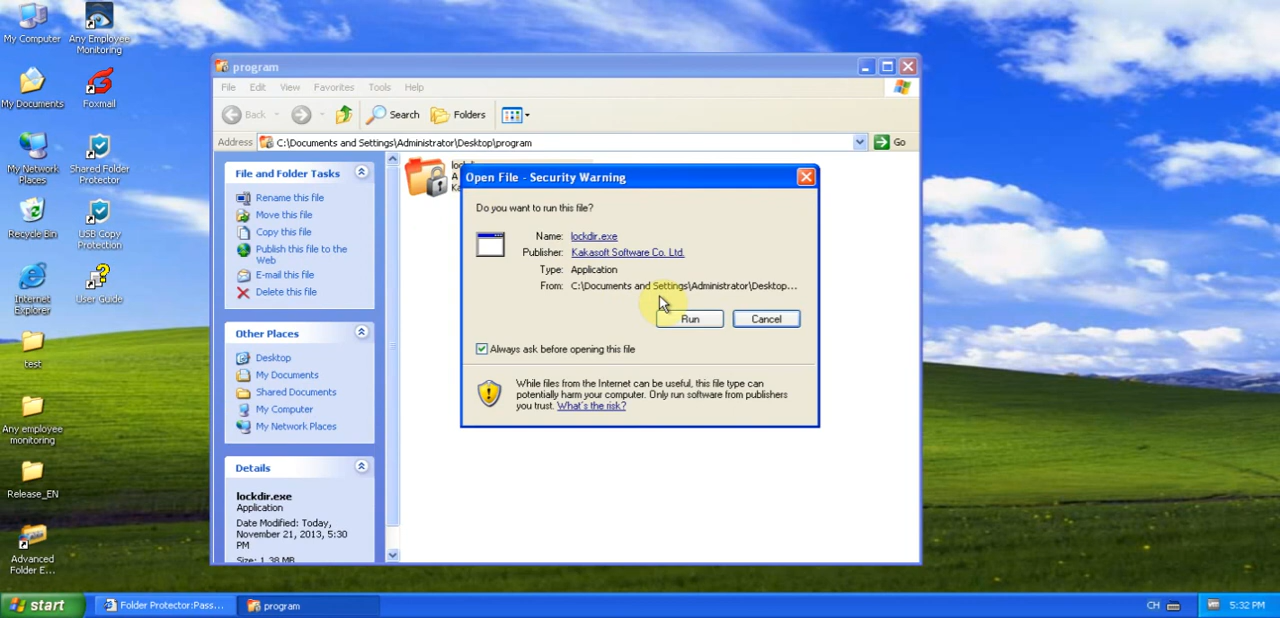 My Computer
Any Employee
Monitoring
My Documents
Foxmail
My Network
Places
Shared Folder
Protector
Recycle Bin
USB Copy
Protection
Internet
Explorer
User Guide
test
Any employee
monitoring
Release_EN
Advanced
Folder E...
program
File Edit View Favorites Tools Help
Back Search Folders
Address C:\Documents and Settings\Administrator\Desktop\program Go
File and Folder Tasks
Rename this file
Move this file
Copy this file
Publish this file to the
Web
E-mail this file
Delete this file
Other Places
Desktop
My Documents
Shared Documents
My Computer
My Network Places
Details
lockdir.exe
Application
Date Modified: Today,
November 21, 2013, 5:30
PM
Size: 1.38 MB
Open File - Security Warning
Do you want to run this file?
Name: lockdir.exe
Publisher: Kakasoft Software Co. Ltd.
Type: Application
From: C:\Documents and Settings\Administrator\Desktop...
Run Cancel
Always ask before opening this file
While files from the Internet can be useful, this file type can
potentially harm your computer. Only run software from publishers
you trust. What's the risk?
start Folder Protector:Pass... program CH 5:32 PM